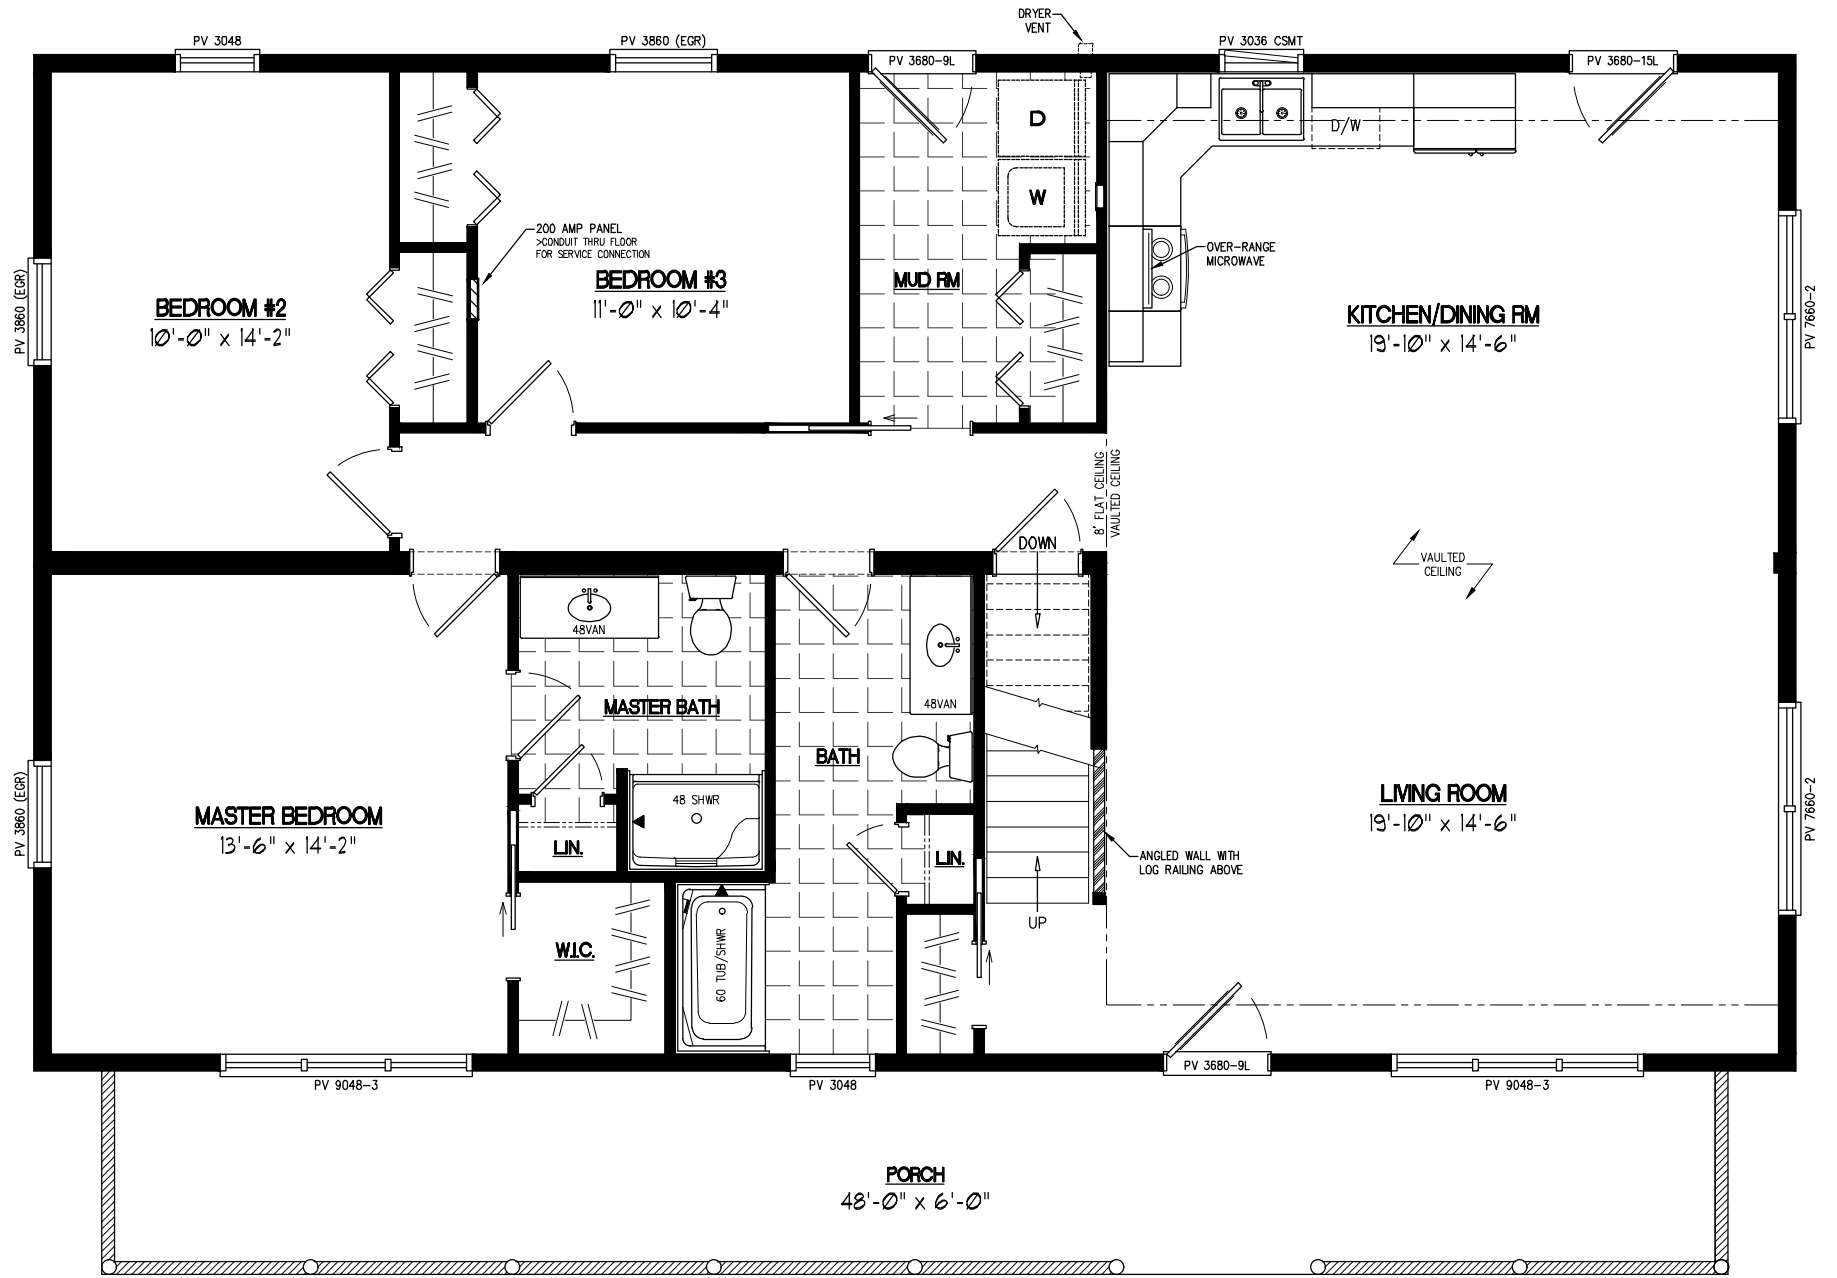 DRYER
VENT
PV 3048
PV 3860 (EGR)
PV 3036 CSMT
PV 3680-9L
PV 3680-15L
D
D/W
W
200 AMP PANEL
>CONDUIT THRU FLOOR
FOR SERVICE CONNECTION
OVER-RANGE
MICROWAVE
BEDROOM #2
10'-0" x 14'-2"
BEDROOM #3
11'-0" x 10'-4"
MUD RM
KITCHEN/DINING RM
19'-10" x 14'-6"
PV 3860 (EGR)
PV 7660-2
8' FLAT CEILING
VAULTED CEILING
DOWN
VAULTED
CEILING
48VAN
48VAN
MASTER BATH
BATH
MASTER BEDROOM
13'-6" x 14'-2"
48 SHWR
LIVING ROOM
19'-10" x 14'-6"
PV 3860 (EGR)
PV 7660-2
LIN.
LIN.
ANGLED WALL WITH
LOG RAILING ABOVE
UP
W.I.C.
60 TUB/SHWR
PV 3680-9L
PV 9048-3
PV 3048
PV 9048-3
PORCH
48'-0" x 6'-0"